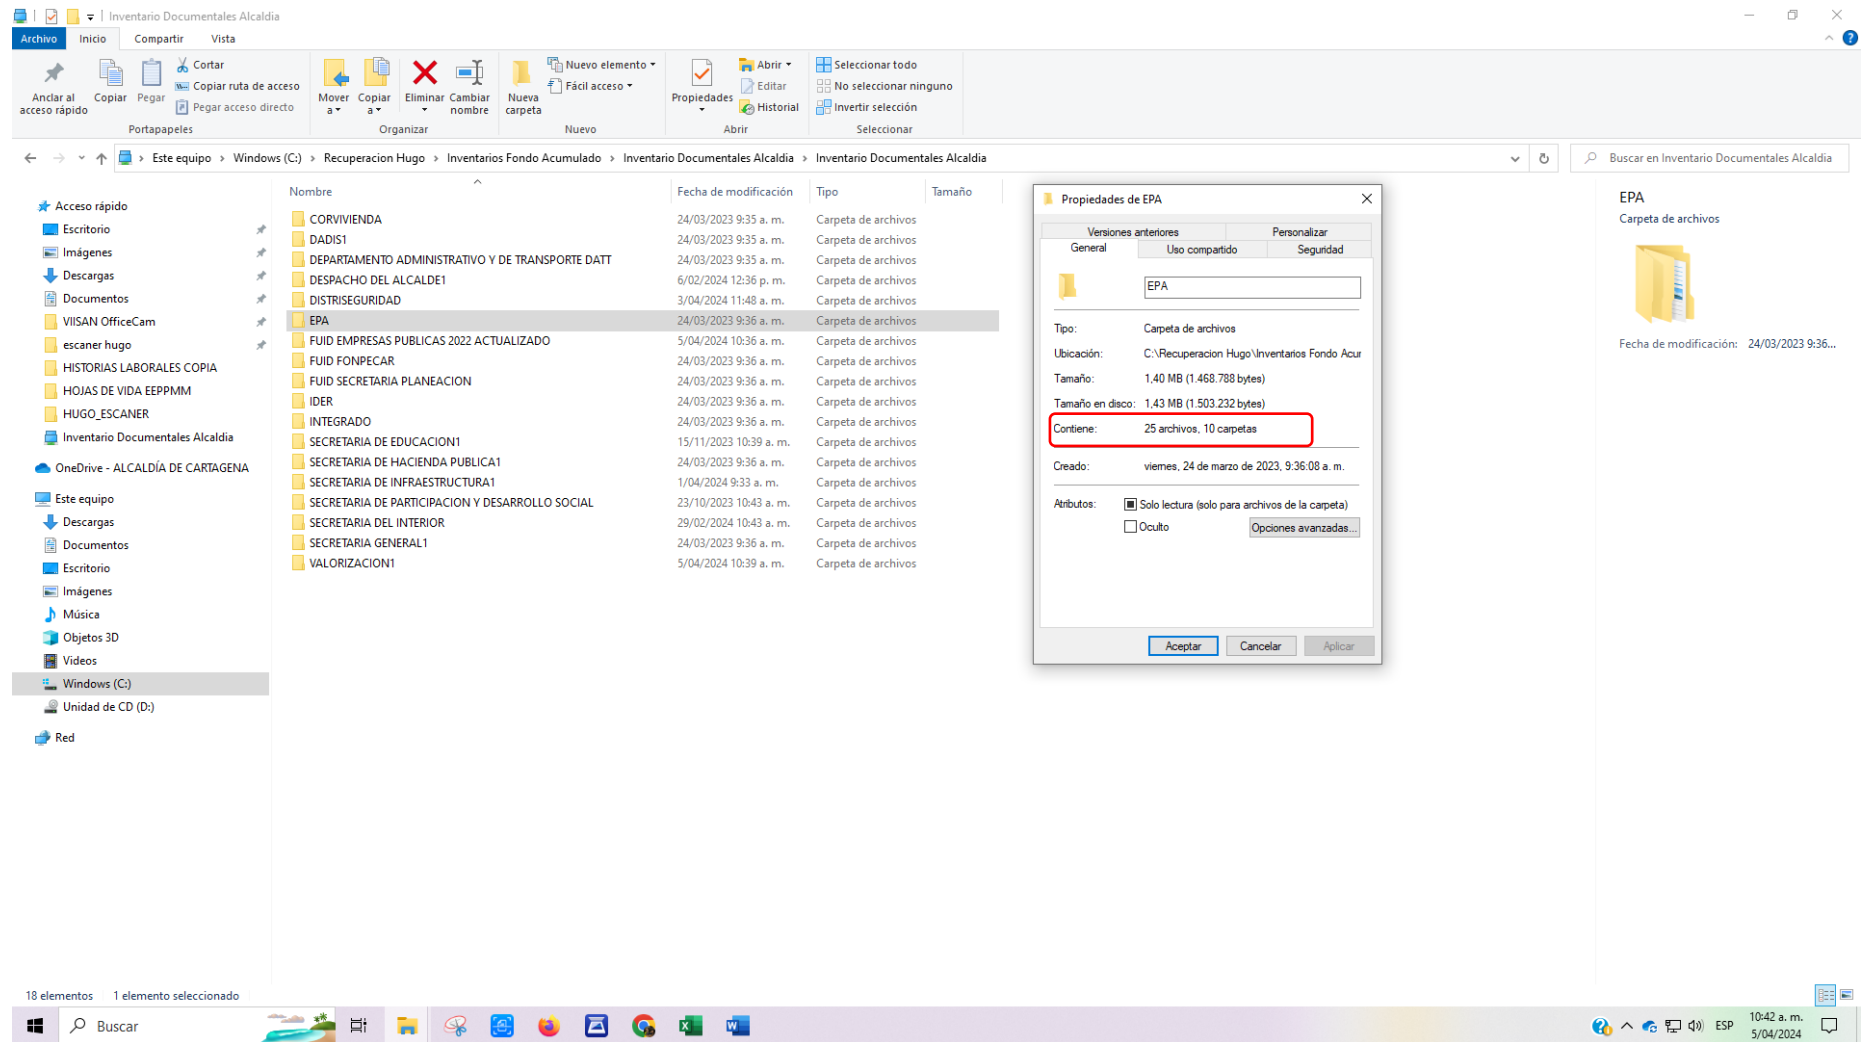 Inventario Documentales Alcaldia
Archivo Inicio Compartir Vista
Anclar al acceso rápido
Copiar
Pegar
Cortar
Copiar ruta de acceso
Pegar acceso directo
Portapapeles
Mover a
Copiar a
Eliminar
Cambiar nombre
Organizar
Nueva carpeta
Nuevo elemento
Fácil acceso
Nuevo
Propiedades
Abrir
Editar
Historial
Abrir
Seleccionar todo
No seleccionar ninguno
Invertir selección
Seleccionar
Este equipo › Windows (C:) › Recuperacion Hugo › Inventarios Fondo Acumulado › Inventario Documentales Alcaldia › Inventario Documentales Alcaldia
Buscar en Inventario Documentales Alcaldia
Acceso rápido
Escritorio
Imágenes
Descargas
Documentos
VIISAN OfficeCam
escaner hugo
HISTORIAS LABORALES COPIA
HOJAS DE VIDA EEPPMM
HUGO_ESCANER
Inventario Documentales Alcaldia
OneDrive - ALCALDÍA DE CARTAGENA
Este equipo
Descargas
Documentos
Escritorio
Imágenes
Música
Objetos 3D
Videos
Windows (C:)
Unidad de CD (D:)
Red
Nombre Fecha de modificación Tipo Tamaño
CORVIVIENDA 24/03/2023 9:35 a. m. Carpeta de archivos
DADIS1 24/03/2023 9:35 a. m. Carpeta de archivos
DEPARTAMENTO ADMINISTRATIVO Y DE TRANSPORTE DATT 24/03/2023 9:35 a. m. Carpeta de archivos
DESPACHO DEL ALCALDE1 6/02/2024 12:36 p. m. Carpeta de archivos
DISTRISEGURIDAD 3/04/2024 11:48 a. m. Carpeta de archivos
EPA 24/03/2023 9:36 a. m. Carpeta de archivos
FUID EMPRESAS PUBLICAS 2022 ACTUALIZADO 5/04/2024 10:36 a. m. Carpeta de archivos
FUID FONPECAR 24/03/2023 9:36 a. m. Carpeta de archivos
FUID SECRETARIA PLANEACION 24/03/2023 9:36 a. m. Carpeta de archivos
IDER 24/03/2023 9:36 a. m. Carpeta de archivos
INTEGRADO 24/03/2023 9:36 a. m. Carpeta de archivos
SECRETARIA DE EDUCACION1 15/11/2023 10:39 a. m. Carpeta de archivos
SECRETARIA DE HACIENDA PUBLICA1 24/03/2023 9:36 a. m. Carpeta de archivos
SECRETARIA DE INFRAESTRUCTURA1 1/04/2024 9:33 a. m. Carpeta de archivos
SECRETARIA DE PARTICIPACION Y DESARROLLO SOCIAL 23/10/2023 10:43 a. m. Carpeta de archivos
SECRETARIA DEL INTERIOR 29/02/2024 10:43 a. m. Carpeta de archivos
SECRETARIA GENERAL1 24/03/2023 9:36 a. m. Carpeta de archivos
VALORIZACION1 5/04/2024 10:39 a. m. Carpeta de archivos
Propiedades de EPA
Versiones anteriores Personalizar
General Uso compartido Seguridad
EPA
Tipo: Carpeta de archivos
Ubicación: C:\Recuperacion Hugo\Inventarios Fondo Acur
Tamaño: 1,40 MB (1.468.788 bytes)
Tamaño en disco: 1,43 MB (1.503.232 bytes)
Contiene: 25 archivos, 10 carpetas
Creado: viernes, 24 de marzo de 2023, 9:36:08 a. m.
Atributos: Solo lectura (solo para archivos de la carpeta)
Oculto Opciones avanzadas...
Aceptar Cancelar Aplicar
EPA
Carpeta de archivos
Fecha de modificación: 24/03/2023 9:36...
18 elementos 1 elemento seleccionado
Buscar
ESP
10:42 a. m.
5/04/2024